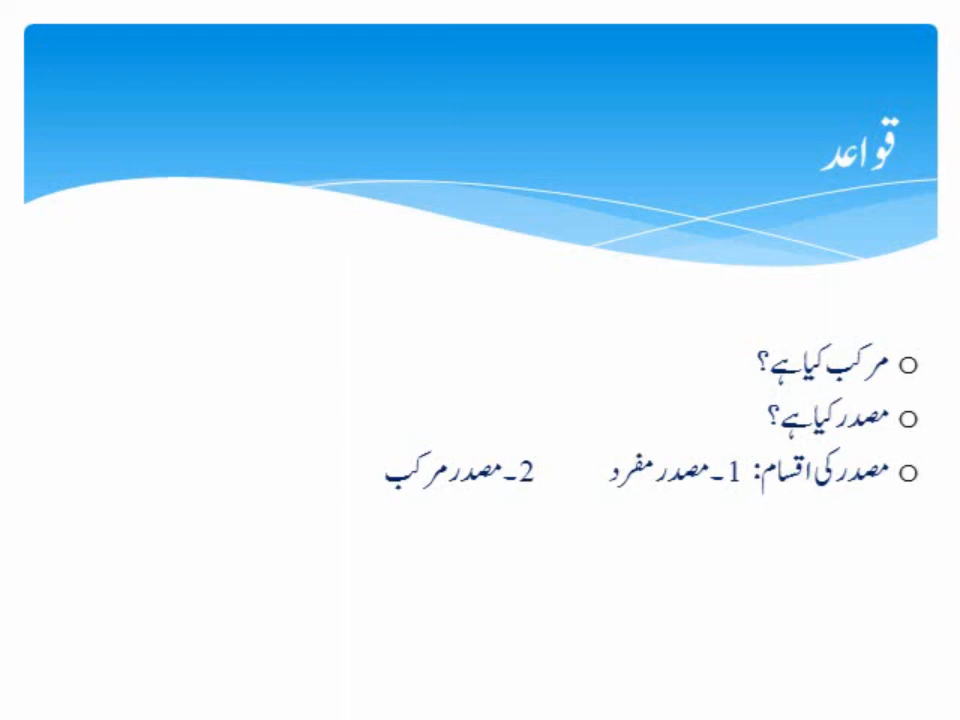 قواعد
مرکب کیا ہے؟
مصدر کیا ہے؟
مصدر کی اقسام: 1۔ مصدر مفرد 2۔ مصدر مرکب